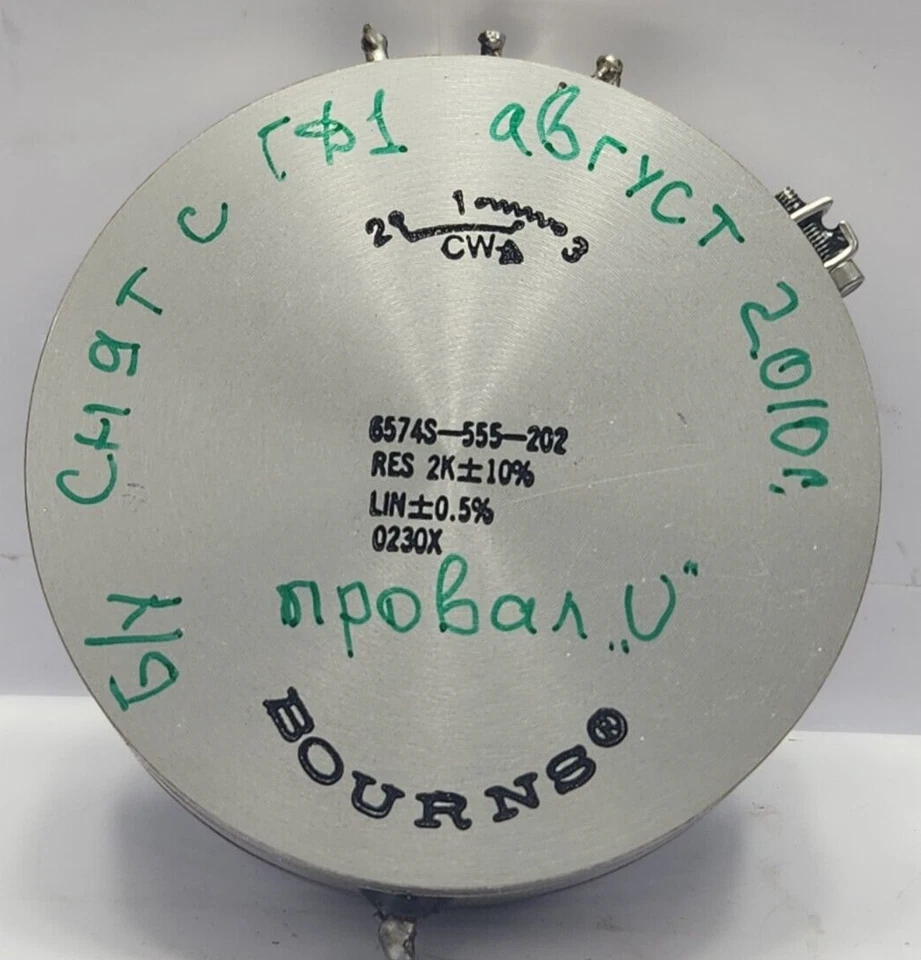 б/у снят с ГФ1 август 2010г.
2 1 3
CW
6574S-555-202
RES 2K±10%
LIN±0.5%
0230X
провал „U"
BOURNS®